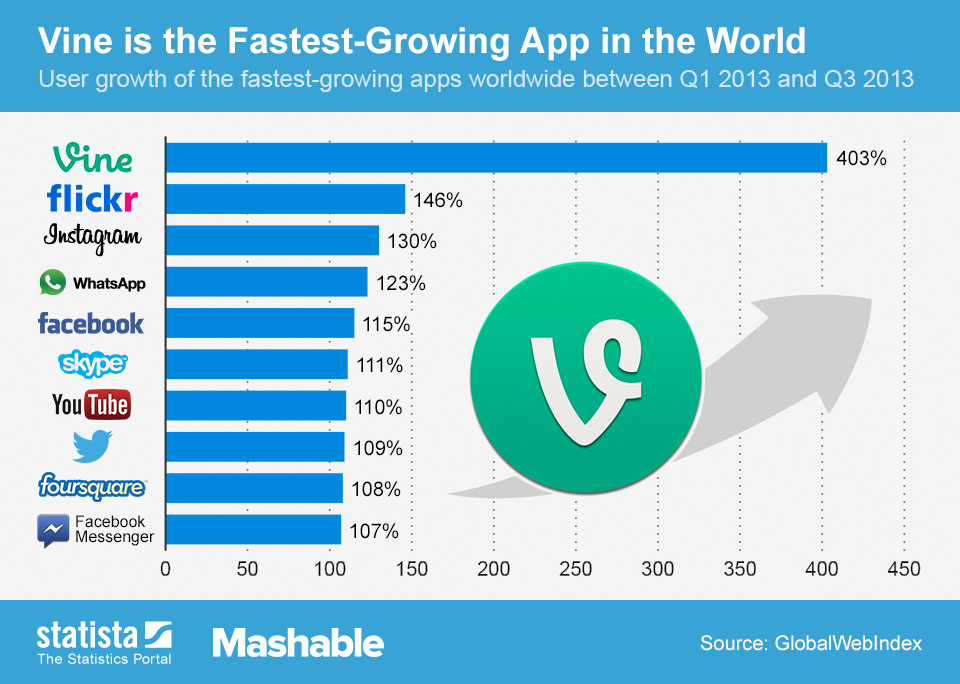 Vine is the Fastest-Growing App in the World
User growth of the fastest-growing apps worldwide between Q1 2013 and Q3 2013
Vine
403%
flickr
146%
Instagram
130%
WhatsApp
123%
facebook
115%
skype
111%
YouTube
110%
109%
foursquare
108%
Facebook
Messenger
107%
0 50 100 150 200 250 300 350 400 450
statista
The Statistics Portal
Mashable
Source: GlobalWebIndex